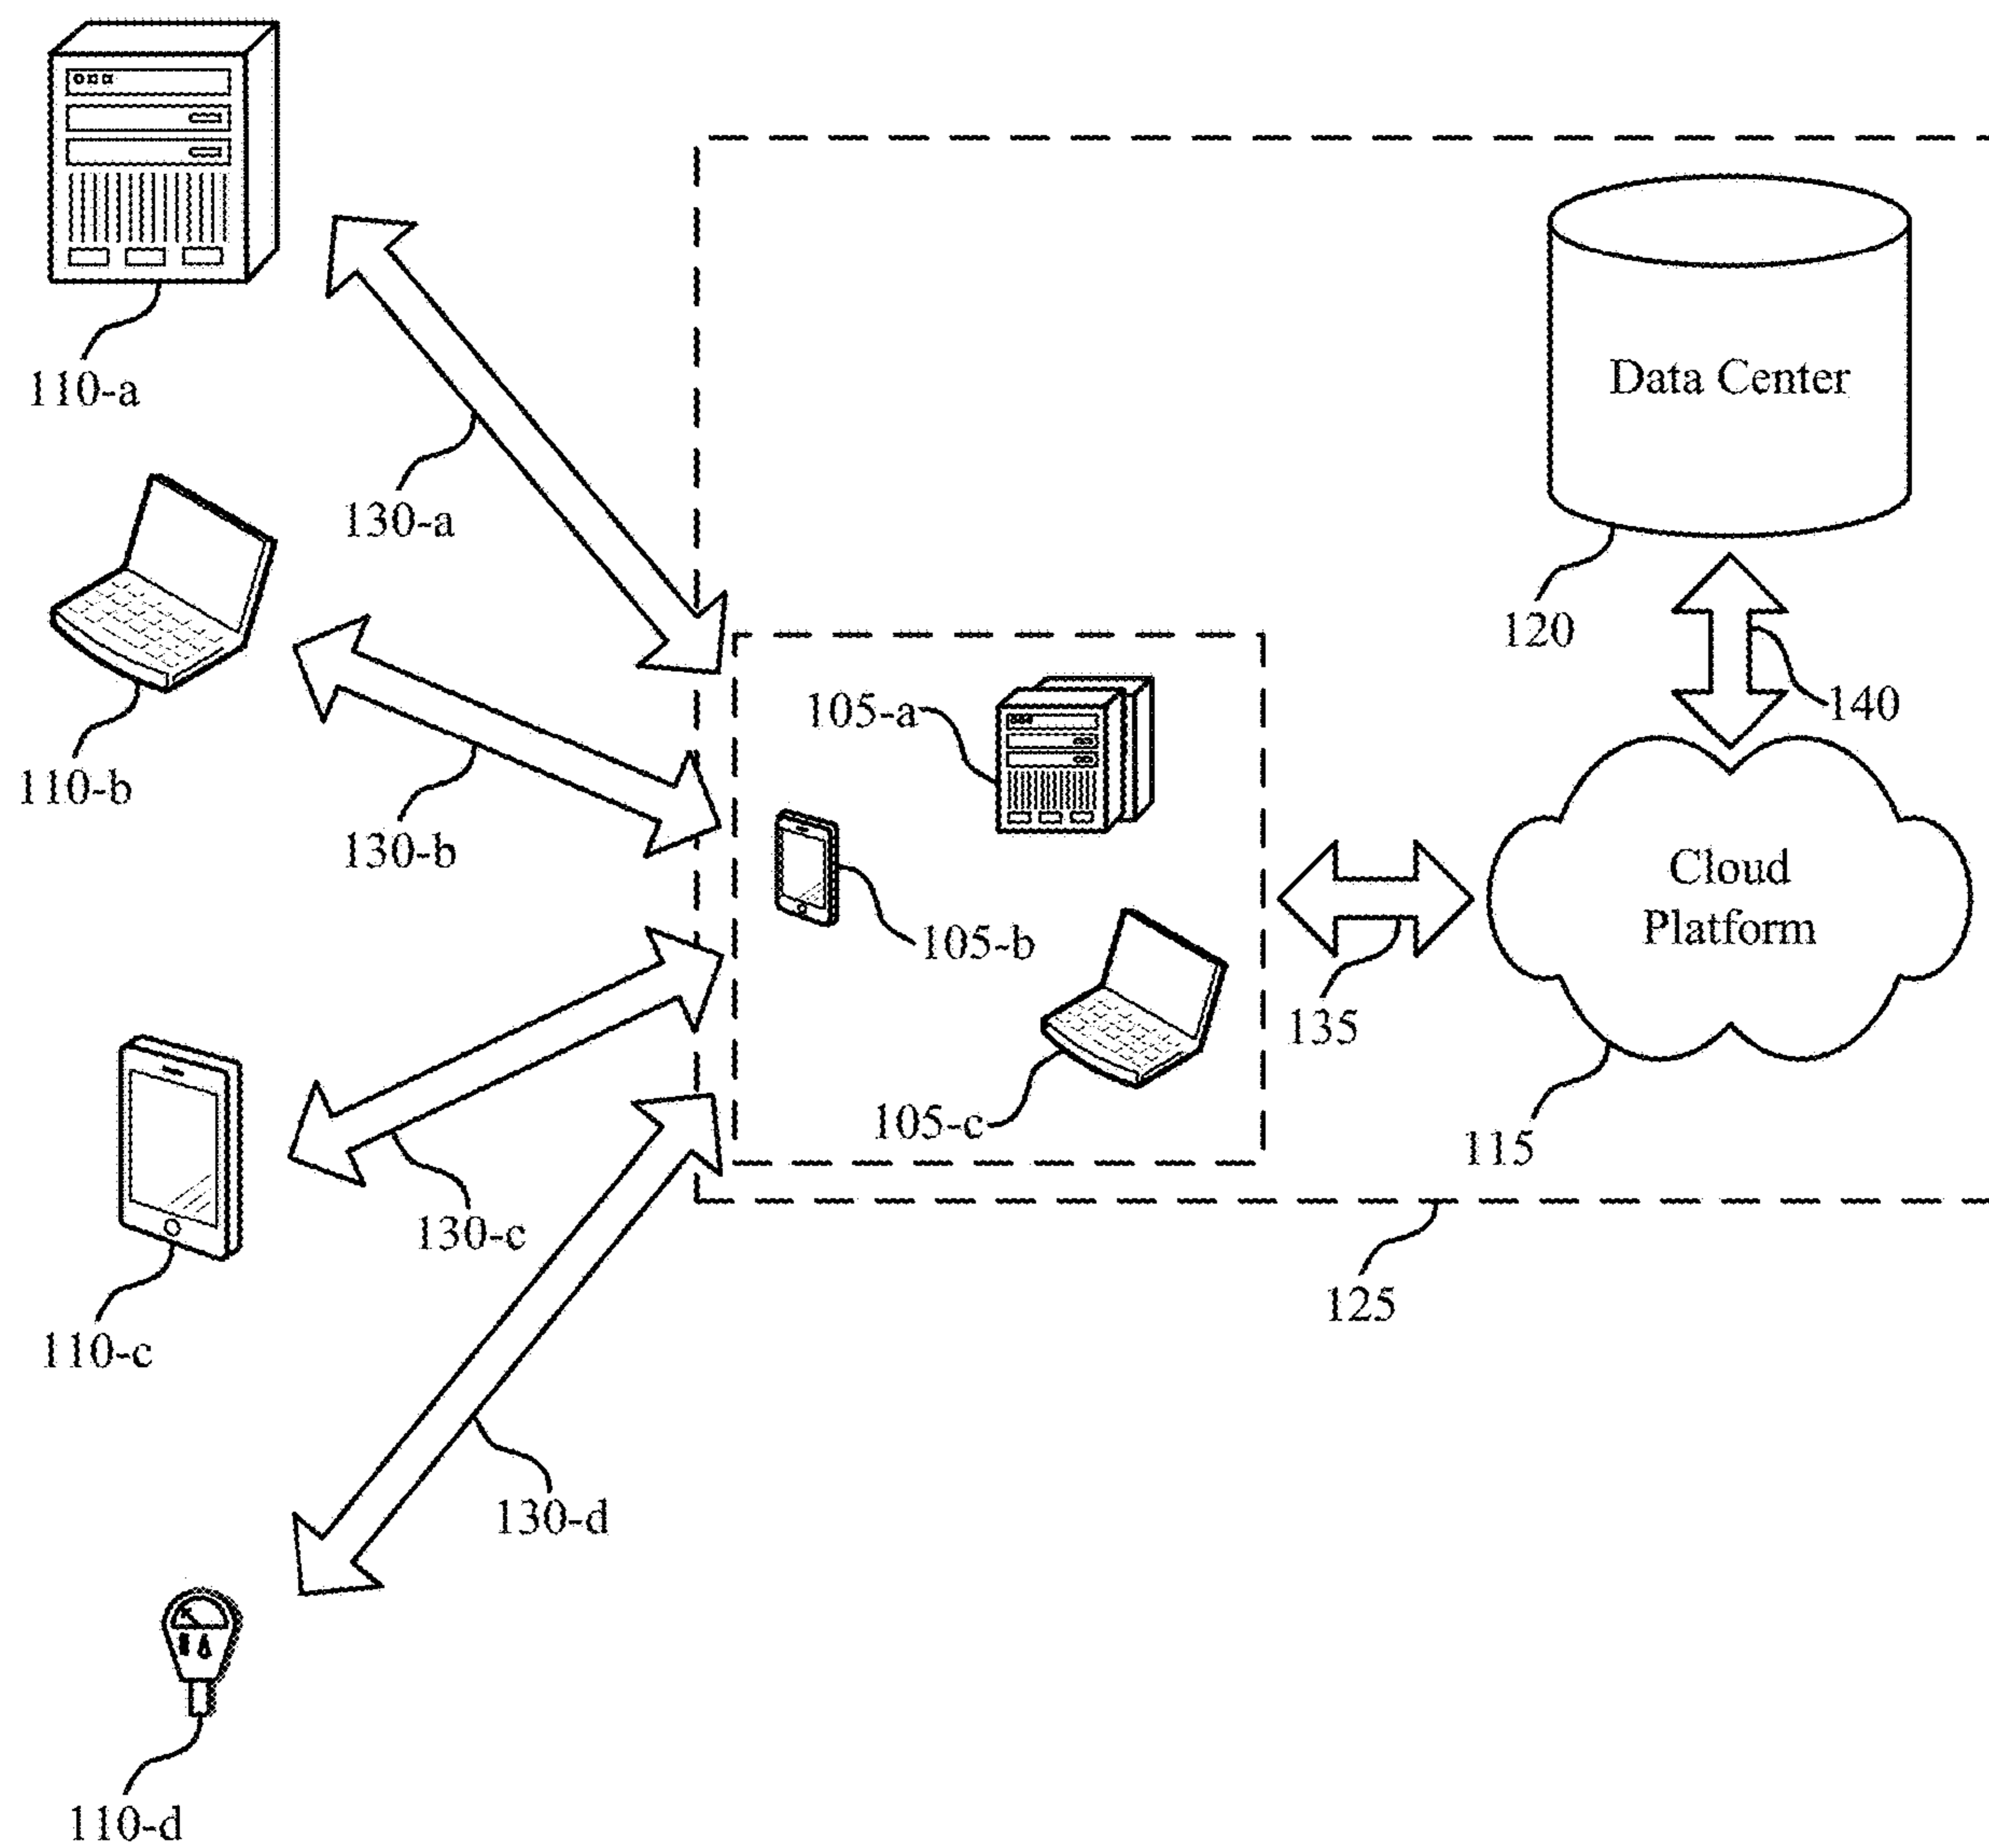 110-a
130-a
Data Center
120
140
105-a
110-b
130-b
Cloud
Platform
105-b
135
105-c
115
130-c
125
110-c
130-d
110-d